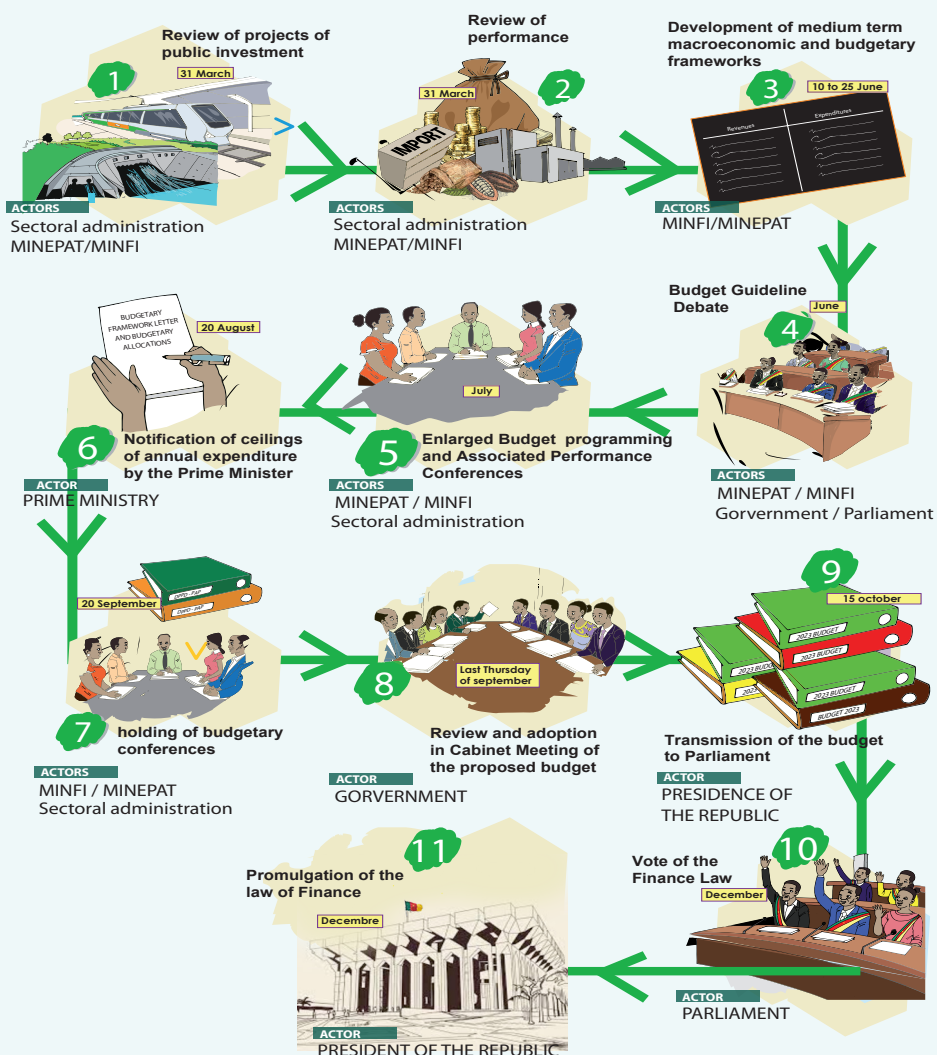 Review of projects of
public investment
1
31 March
ACTORS
Sectoral administration
MINEPAT/MINFI
Review of
performance
2
31 March
IMPORT
ACTORS
Sectoral administration
MINEPAT/MINFI
Development of medium term
macroeconomic and budgetary
frameworks
3
10 to 25 June
Revenues
Expenditures
ACTORS
MINFI/MINEPAT
Budget Guideline
Debate
June
4
ACTORS
MINEPAT / MINFI
Gorvernment / Parliament
July
5
Enlarged Budget programming
and Associated Performance
Conferences
ACTORS
MINEPAT / MINFI
Sectoral administration
BUDGETARY
FRAMEWORK LETTER
AND BUDGETARY
ALLOCATIONS
20 August
6
Notification of ceilings
of annual expenditure
by the Prime Minister
ACTOR
PRIME MINISTRY
20 September
DPPD - PAP
DPPD - PAP
7
holding of budgetary
conferences
ACTORS
MINFI / MINEPAT
Sectoral administration
Last Thursday
of september
8
Review and adoption
in Cabinet Meeting of
the proposed budget
ACTOR
GORVERNMENT
9
15 october
2023 BUDGET
2023 BUDGET
2023 BUDG
2023 BUDGET
2023 B
BUDGET 2023
Transmission of the budget
to Parliament
ACTOR
PRESIDENCE OF
THE REPUBLIC
10
Vote of the
Finance Law
December
ACTOR
PARLIAMENT
11
Promulgation of the
law of Finance
Decembre
ACTOR
PRESIDENT OF THE REPUBLIC